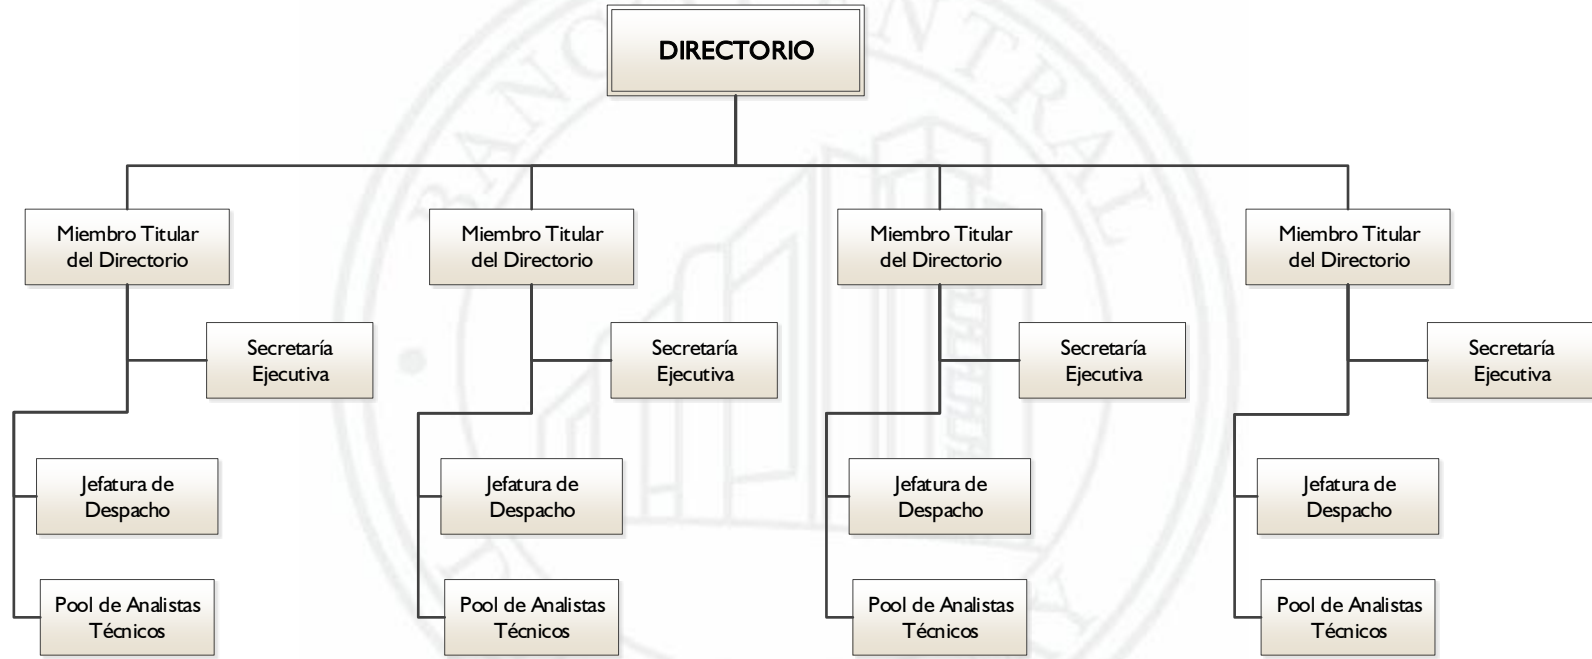 DIRECTORIO
Miembro Titular
del Directorio
Miembro Titular
del Directorio
Miembro Titular
del Directorio
Miembro Titular
del Directorio
Secretaría
Ejecutiva
Secretaría
Ejecutiva
Secretaría
Ejecutiva
Secretaría
Ejecutiva
Jefatura de
Despacho
Jefatura de
Despacho
Jefatura de
Despacho
Jefatura de
Despacho
Pool de Analistas
Técnicos
Pool de Analistas
Técnicos
Pool de Analistas
Técnicos
Pool de Analistas
Técnicos